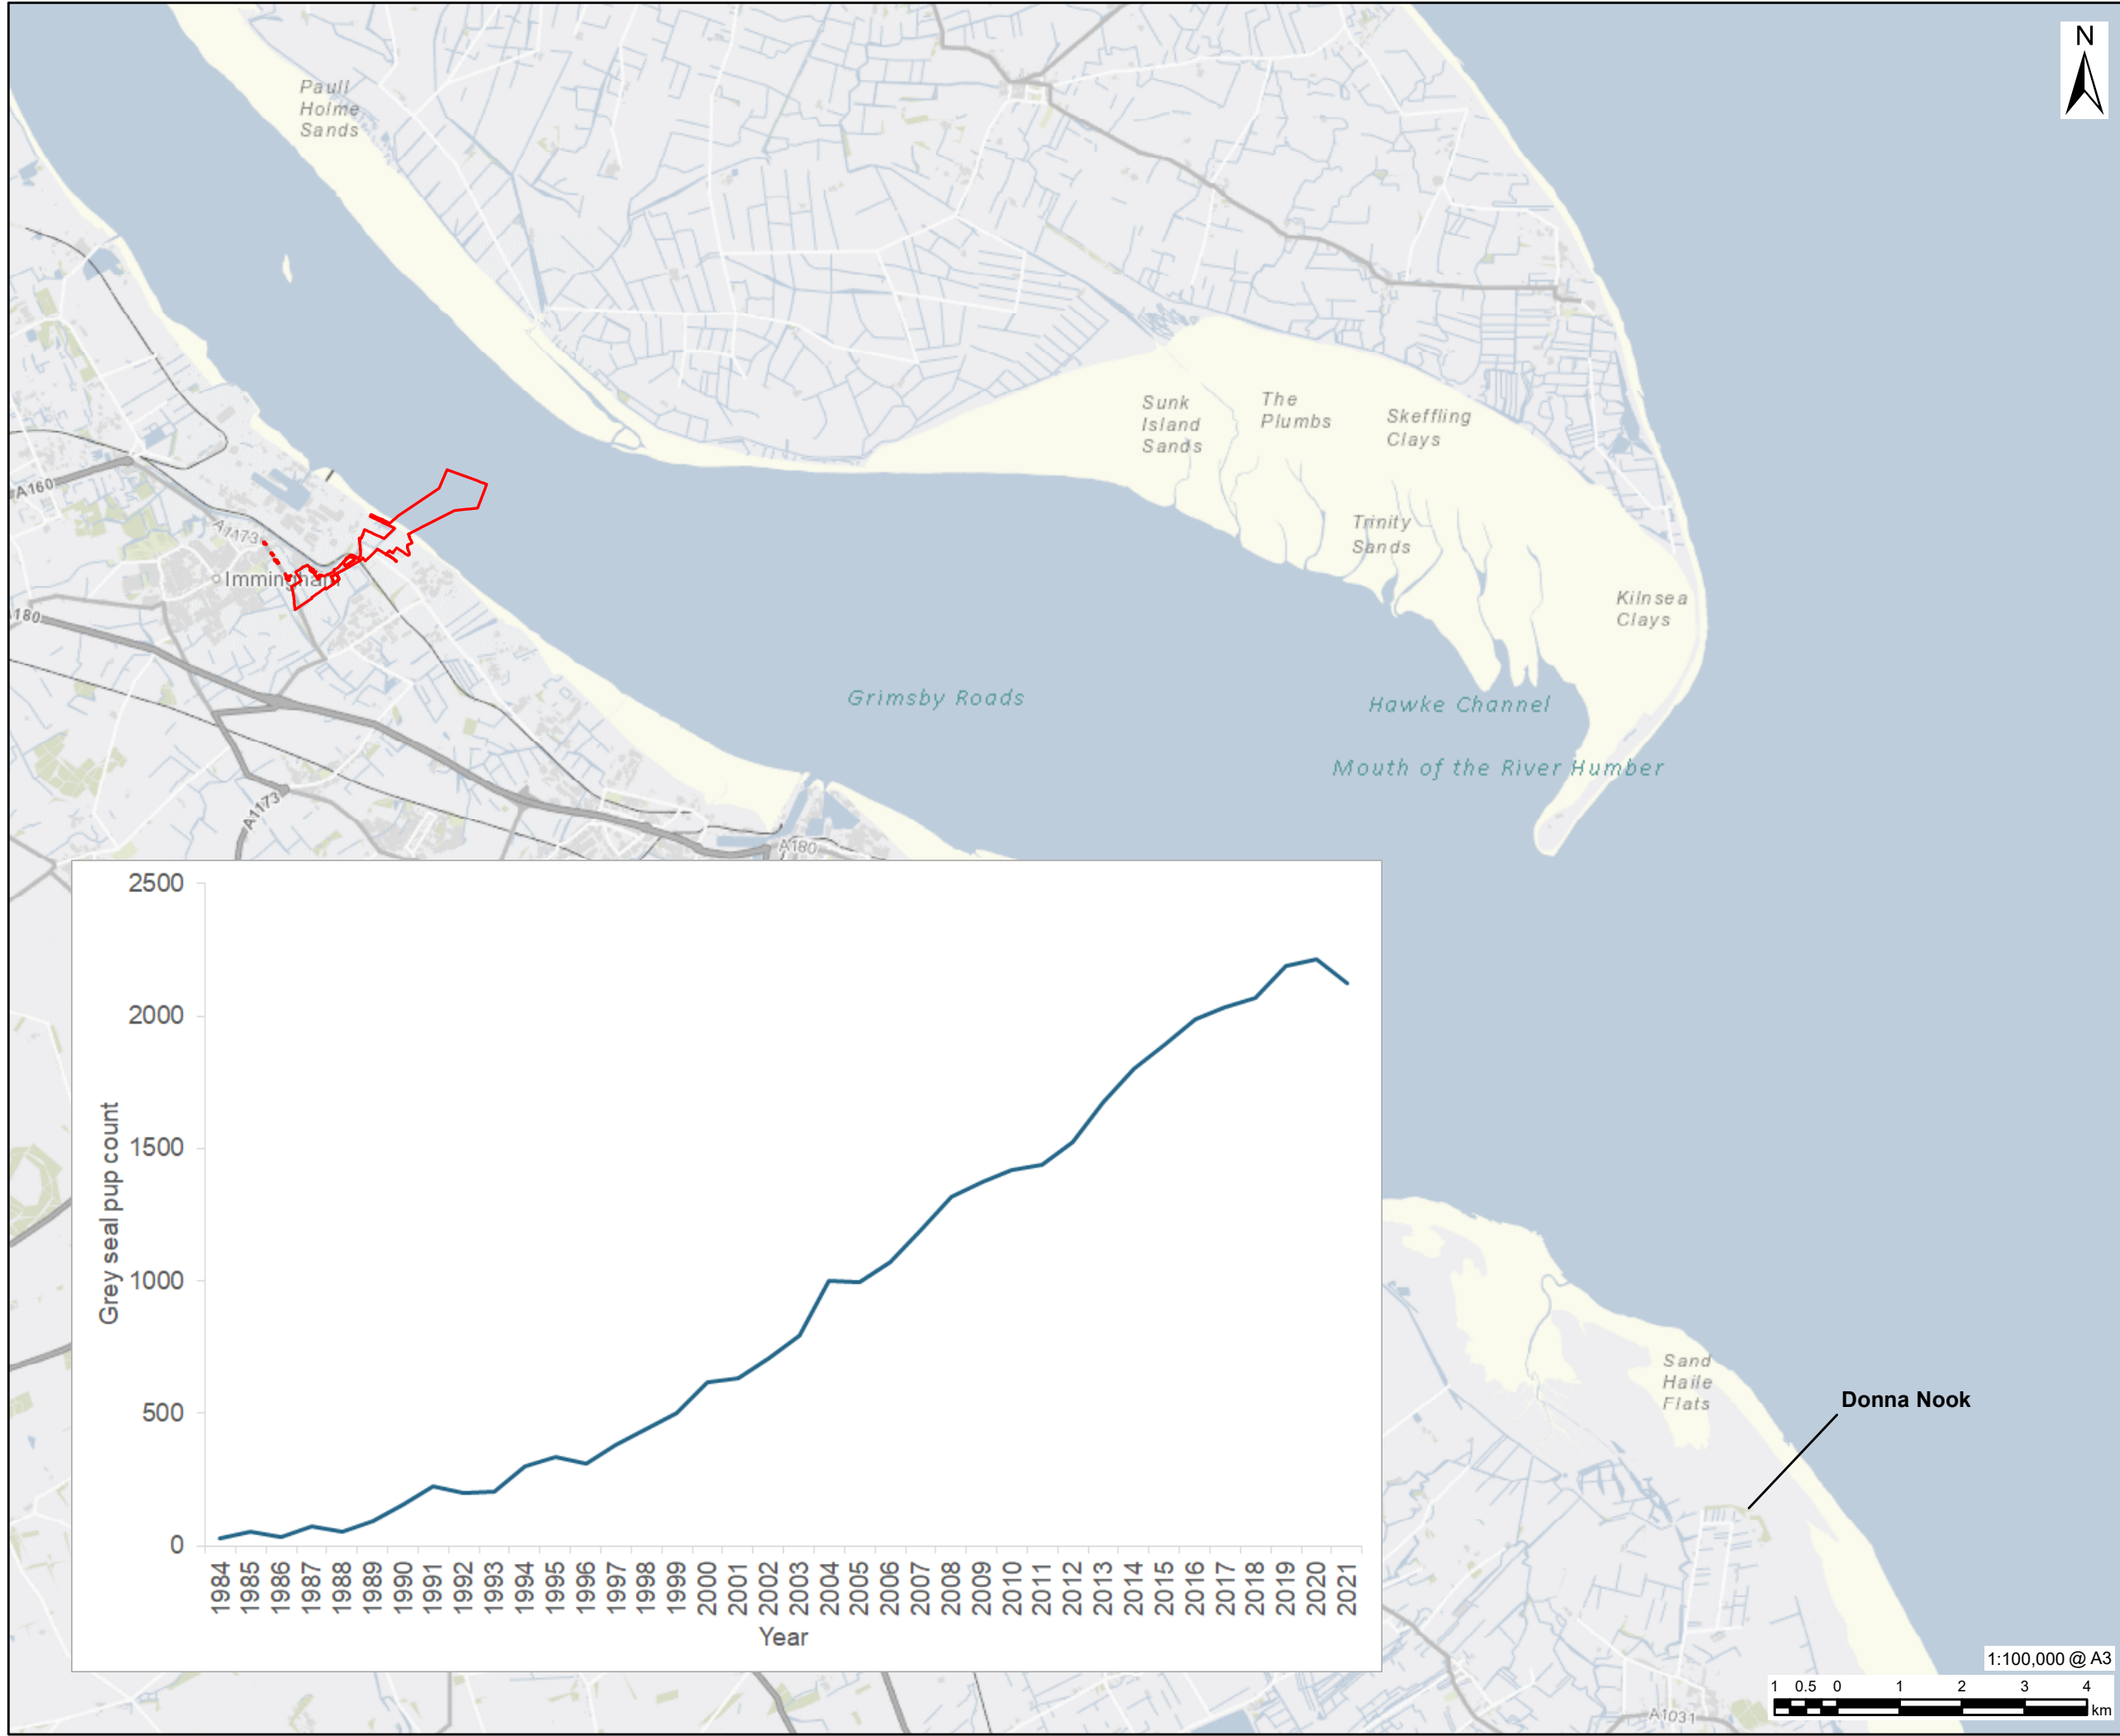 N
Paull
Holme
Sands
Sunk
Island
Sands
The
Plumbs
Skeffling
Clays
A160
A1173
Trinity
Sands
Immingham
Kilnsea
Clays
A180
Grimsby Roads
Hawke Channel
Mouth of the River Humber
A1173
A180
2500
2000
1500
1000
500
0
Grey seal pup count
1984
1985
1986
1987
1988
1989
1990
1991
1992
1993
1994
1995
1996
1997
1998
1999
2000
2001
2002
2003
2004
2005
2006
2007
2008
2009
2010
2011
2012
2013
2014
2015
2016
2017
2018
2019
2020
2021
Year
Sand
Haile
Flats
Donna Nook
1:100,000 @ A3
1 0.5 0 1 2 3 4
km
A1031